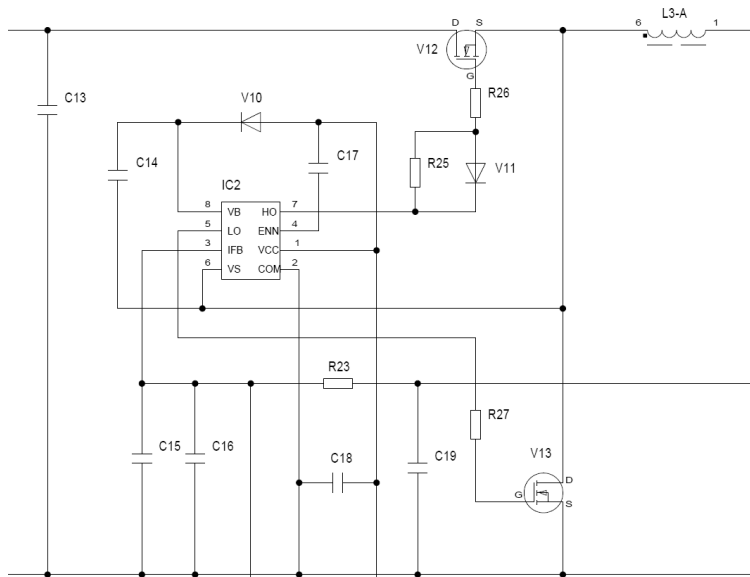 L3-A
D S
6 1
V12
G
C13
R26
V10
C14
C17
R25
V11
IC2
8 VB HO 7
5 LO ENN 4
3 IFB VCC 1
6 VS COM 2
R23
R27
C15
C16
C18
C19
V13
D
G
S